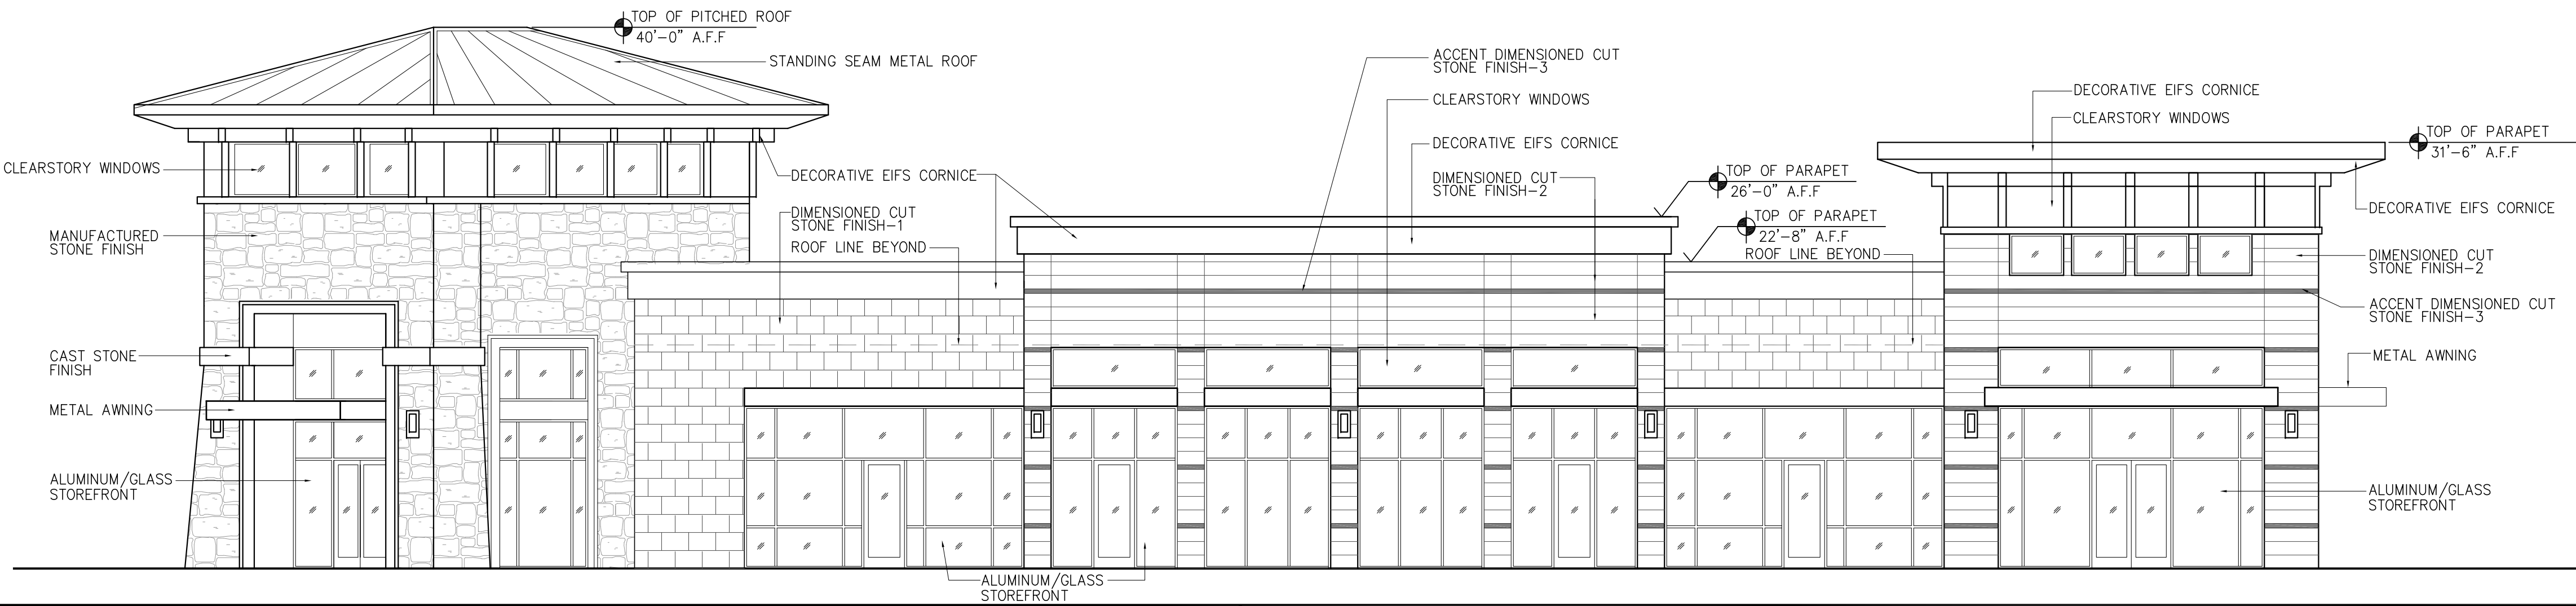 TOP OF PITCHED ROOF
40'-0" A.F.F
STANDING SEAM METAL ROOF
CLEARSTORY WINDOWS
MANUFACTURED
STONE FINISH
CAST STONE
FINISH
METAL AWNING
ALUMINUM/GLASS
STOREFRONT
DECORATIVE EIFS CORNICE
DIMENSIONED CUT
STONE FINISH-1
ROOF LINE BEYOND
ALUMINUM/GLASS
STOREFRONT
ACCENT DIMENSIONED CUT
STONE FINISH-3
CLEARSTORY WINDOWS
DECORATIVE EIFS CORNICE
DIMENSIONED CUT
STONE FINISH-2
TOP OF PARAPET
26'-0" A.F.F
TOP OF PARAPET
22'-8" A.F.F
ROOF LINE BEYOND
DECORATIVE EIFS CORNICE
CLEARSTORY WINDOWS
TOP OF PARAPET
31'-6" A.F.F
DECORATIVE EIFS CORNICE
DIMENSIONED CUT
STONE FINISH-2
ACCENT DIMENSIONED CUT
STONE FINISH-3
METAL AWNING
ALUMINUM/GLASS
STOREFRONT